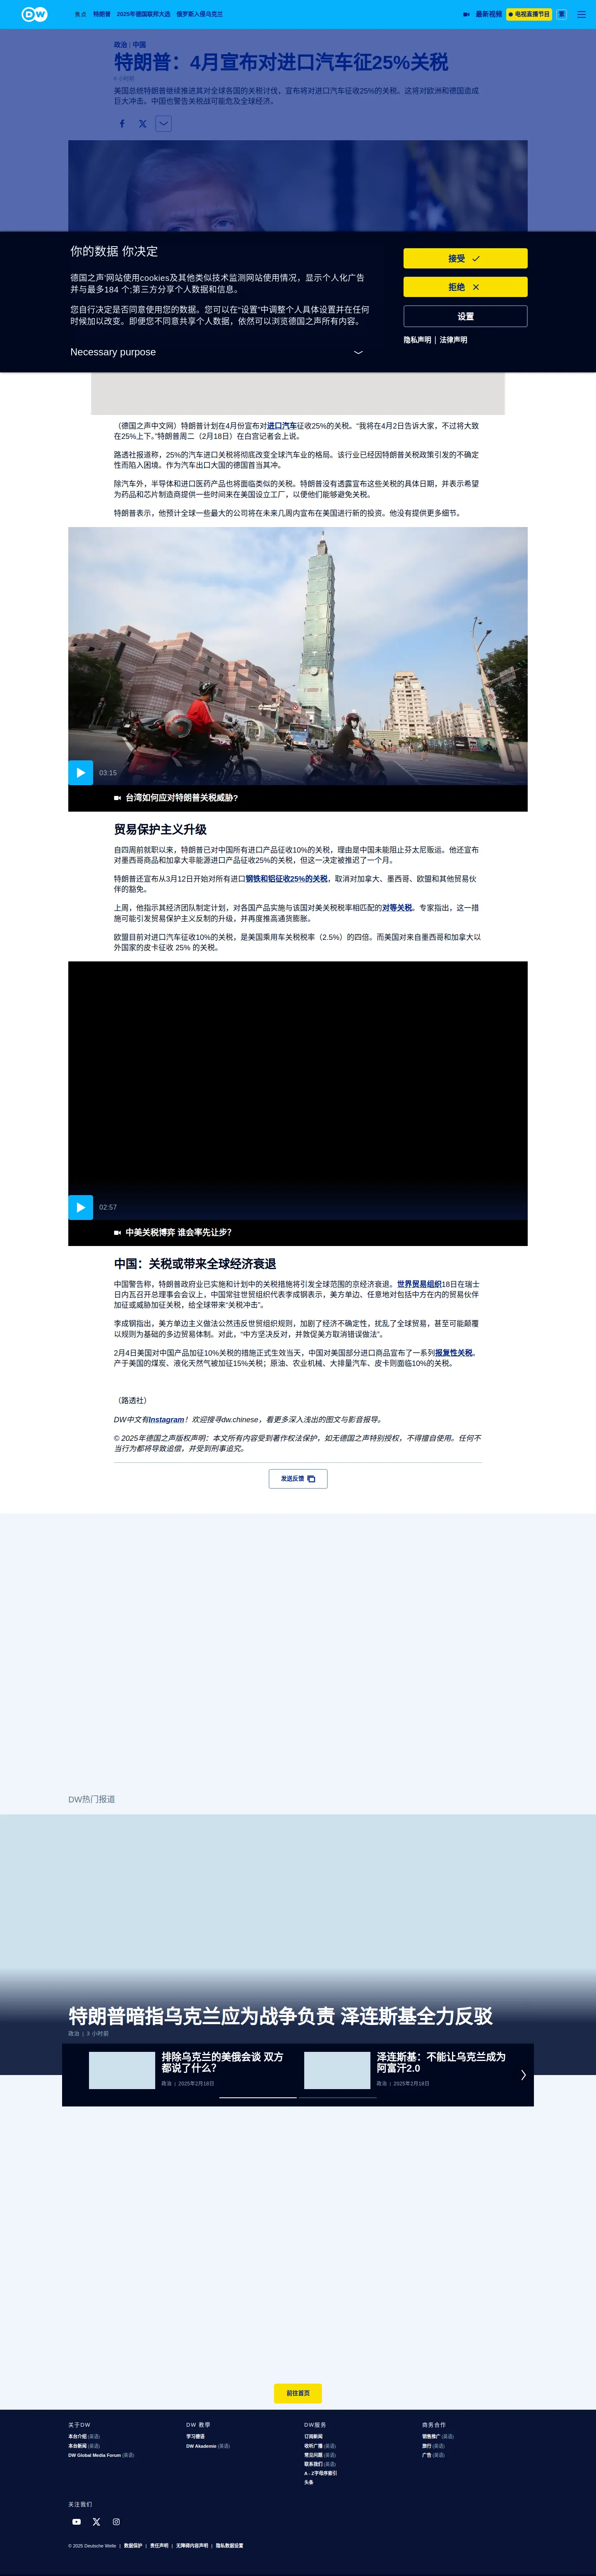 DW
焦点 特朗普 2025年德国联邦大选 俄罗斯入侵乌克兰
最新视频 电视直播节目 繁
政治 | 中国
特朗普：4月宣布对进口汽车征25%关税
美国总统特朗普继续推进其对全球各国的关税讨伐，宣布将对进口汽车征收25%的关税。这将对欧洲和德国造成
巨大冲击。中国也警告关税战可能危及全球经济。
你的数据 你决定
德国之声'网站使用cookies及其他类似技术监测网站使用情况，显示个人化广告
并与最多184 个;第三方分享个人数据和信息。
您自行决定是否同意使用您的数据。您可以在"设置"中调整个人具体设置并在任何
时候加以改变。即便您不同意共享个人数据，依然可以浏览德国之声所有内容。
Necessary purpose
接受
拒绝
设置
隐私声明 | 法律声明
（德国之声中文网）特朗普计划在4月份宣布对进口汽车征收25%的关税。"我将在4月2日告诉大家，不过将大致
在25%上下。"特朗普周二（2月18日）在白宫记者会上说。
路透社报道称，25%的汽车进口关税将彻底改变全球汽车业的格局。该行业已经因特朗普关税政策引发的不确定
性而陷入困境。作为汽车出口大国的德国首当其冲。
除汽车外，半导体和进口医药产品也将面临类似的关税。特朗普没有透露宣布这些关税的具体日期，并表示希望
为药品和芯片制造商提供一些时间来在美国设立工厂，以便他们能够避免关税。
特朗普表示，他预计全球一些最大的公司将在未来几周内宣布在美国进行新的投资。他没有提供更多细节。
03:15
台湾如何应对特朗普关税威胁?
贸易保护主义升级
自四周前就职以来，特朗普已对中国所有进口产品征收10%的关税，理由是中国未能阻止芬太尼贩运。他还宣布
对墨西哥商品和加拿大非能源进口产品征收25%的关税，但这一决定被推迟了一个月。
特朗普还宣布从3月12日开始对所有进口钢铁和铝征收25%的关税，取消对加拿大、墨西哥、欧盟和其他贸易伙
伴的豁免。
上周，他指示其经济团队制定计划，对各国产品实施与该国对美关税税率相匹配的对等关税。专家指出，这一措
施可能引发贸易保护主义反制的升级，并再度推高通货膨胀。
欧盟目前对进口汽车征收10%的关税，是美国乘用车关税税率（2.5%）的四倍。而美国对来自墨西哥和加拿大以
外国家的皮卡征收 25% 的关税。
02:57
中美关税博弈 谁会率先让步？
中国：关税或带来全球经济衰退
中国警告称，特朗普政府业已实施和计划中的关税措施将引发全球范围的京经济衰退。世界贸易组织18日在瑞士
日内瓦召开总理事会会议上，中国常驻世贸组织代表李成钢表示，美方单边、任意地对包括中方在内的贸易伙伴
加征或威胁加征关税，给全球带来"关税冲击"。
李成钢指出，美方单边主义做法公然违反世贸组织规则，加剧了经济不确定性，扰乱了全球贸易，甚至可能颠覆
以规则为基础的多边贸易体制。对此，"中方坚决反对，并敦促美方取消错误做法"。
2月4日美国对中国产品加征10%关税的措施正式生效当天，中国对美国部分进口商品宣布了一系列报复性关税。
产于美国的煤炭、液化天然气被加征15%关税；原油、农业机械、大排量汽车、皮卡则面临10%的关税。
（路透社）
DW中文有Instagram！欢迎搜寻dw.chinese，看更多深入浅出的图文与影音报导。
© 2025年德国之声版权声明：本文所有内容受到著作权法保护，如无德国之声特别授权，不得擅自使用。任何不
当行为都将导致追偿，并受到刑事追究。
发送反馈
DW热门报道
特朗普暗指乌克兰应为战争负责 泽连斯基全力反驳
政治 | 3 小时前
排除乌克兰的美俄会谈 双方
都说了什么？
政治 | 2025年2月18日
泽连斯基：不能让乌克兰成为
阿富汗2.0
政治 | 2025年2月18日
前往首页
关于DW
本台介绍 (英语)
本台新闻 (英语)
DW Global Media Forum (英语)
DW 教学
学习德语
DW Akademie (英语)
DW服务
订阅新闻
收听广播 (英语)
常见问题 (英语)
联系我们 (英语)
A - Z字母序索引
头条
商务合作
销售推广 (英语)
旅行 (英语)
广告 (英语)
关注我们
© 2025 Deutsche Welle | 数据保护 | 责任声明 | 无障碍内容声明 | 隐私数据设置